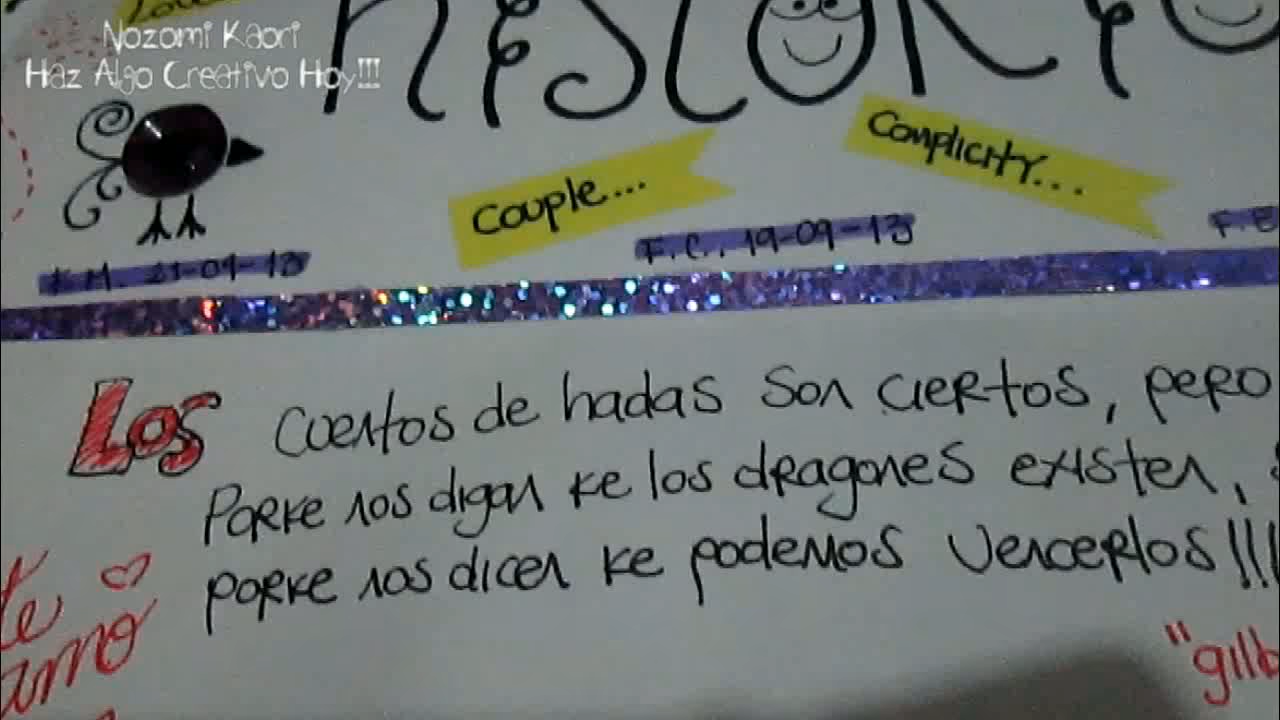 Nozomi Kaori
Haz Algo Creativo Hoy!!!
Couple....
Complicity...
F.C. 19-09-13
Los cuentos de hadas son ciertos, pero
Porke nos digan ke los dragones existen,
porke nos dicen ke podemos vencerlos!!!
te
amo